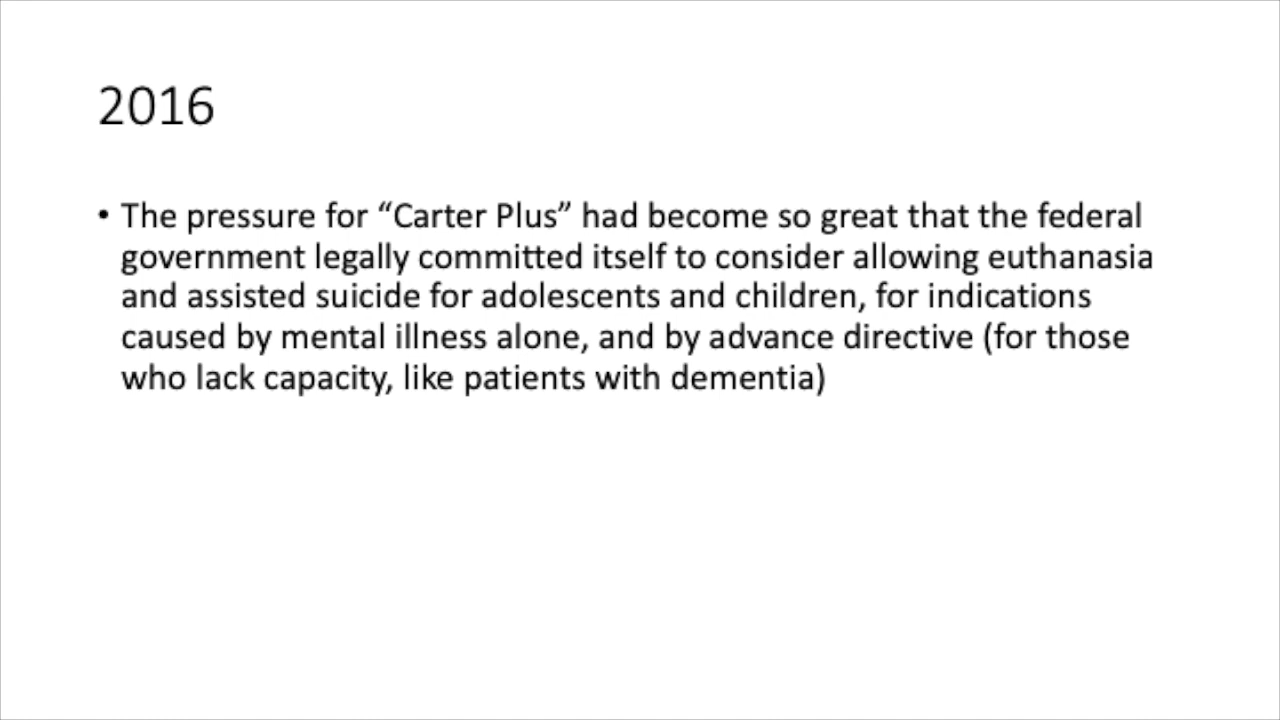 2016
• The pressure for “Carter Plus” had become so great that the federal
government legally committed itself to consider allowing euthanasia
and assisted suicide for adolescents and children, for indications
caused by mental illness alone, and by advance directive (for those
who lack capacity, like patients with dementia)